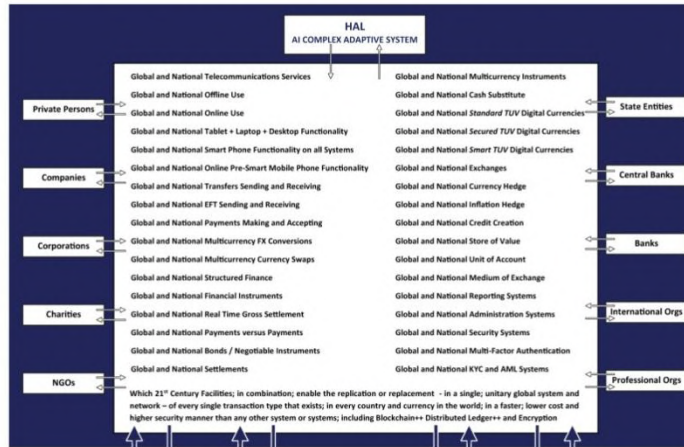 HAL
AI COMPLEX ADAPTIVE SYSTEM
Private Persons
Companies
Corporations
Charities
NGOs
Global and National Telecommunications Services
Global and National Offline Use
Global and National Online Use
Global and National Tablet + Laptop + Desktop Functionality
Global and National Smart Phone Functionality on all Systems
Global and National Online Pre-Smart Mobile Phone Functionality
Global and National Transfers Sending and Receiving
Global and National EFT Sending and Receiving
Global and National Payments Making and Accepting
Global and National Multicurrency FX Conversions
Global and National Multicurrency Currency Swaps
Global and National Structured Finance
Global and National Financial Instruments
Global and National Real Time Gross Settlement
Global and National Payments versus Payments
Global and National Bonds / Negotiable Instruments
Global and National Settlements
Global and National Multicurrency Instruments
Global and National Cash Substitute
Global and National Standard TUV Digital Currencies
Global and National Secured TUV Digital Currencies
Global and National Smart TUV Digital Currencies
Global and National Exchanges
Global and National Currency Hedge
Global and National Inflation Hedge
Global and National Credit Creation
Global and National Store of Value
Global and National Unit of Account
Global and National Medium of Exchange
Global and National Reporting Systems
Global and National Administration Systems
Global and National Security Systems
Global and National Multi-Factor Authentication
Global and National KYC and AML Systems
State Entities
Central Banks
Banks
International Orgs
Professional Orgs
Which 21st Century Facilities; in combination; enable the replication or replacement - in a single; unitary global system and
network – of every single transaction type that exists; in every country and currency in the world; in a faster; lower cost and
higher security manner than any other system or systems; including Blockchain++ Distributed Ledger++ and Encryption